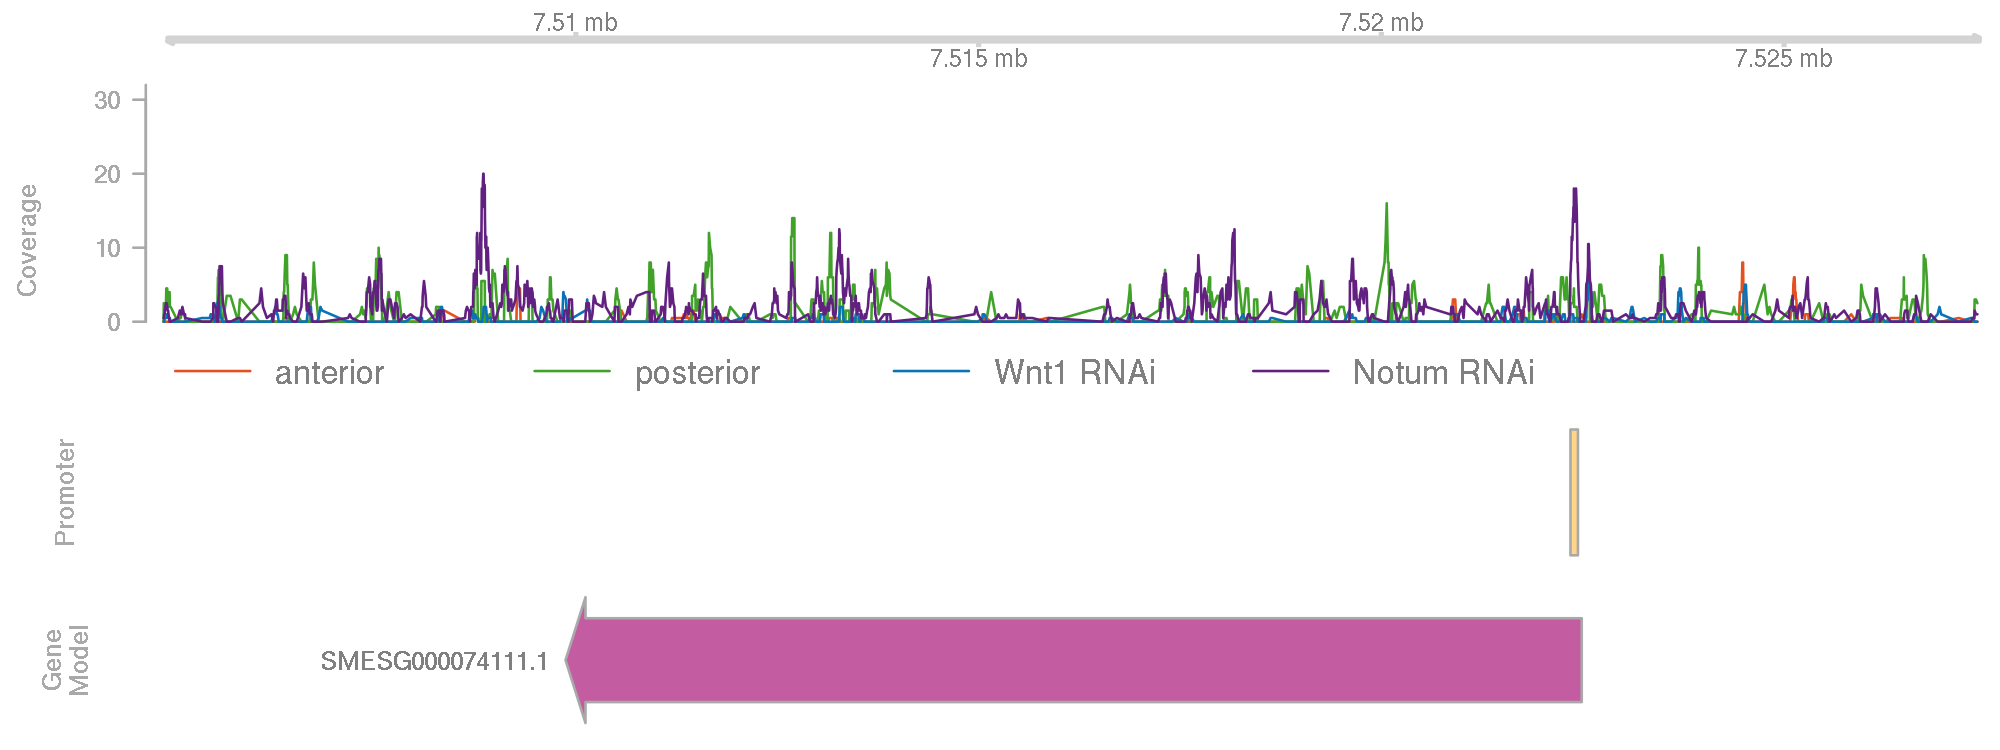 7.51 mb
7.52 mb
7.515 mb
7.525 mb
30
20
10
0
Coverage
anterior
posterior
Wnt1 RNAi
Notum RNAi
Promoter
Gene
Model
SMESG000074111.1